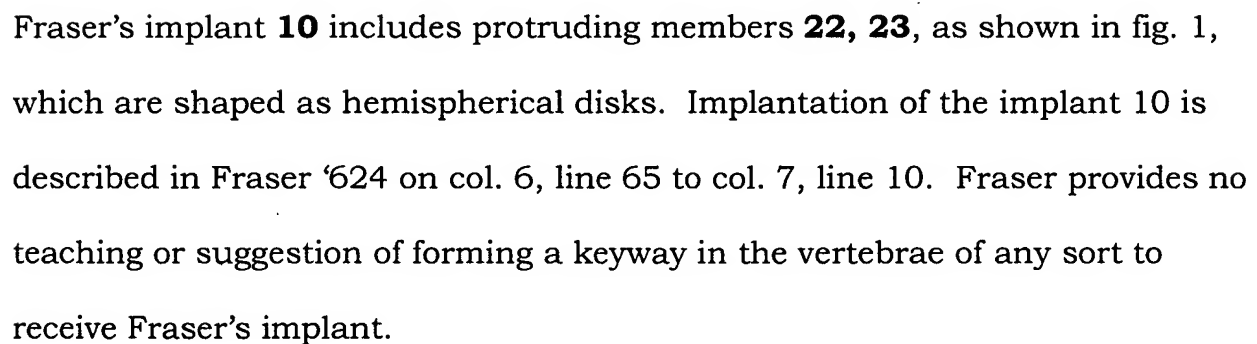 Fraser's implant 10 includes protruding members 22, 23, as shown in fig. 1,
which are shaped as hemispherical disks.  Implantation of the implant 10 is
described in Fraser '624 on col. 6, line 65 to col. 7, line 10.  Fraser provides no
teaching or suggestion of forming a keyway in the vertebrae of any sort to
receive Fraser's implant.